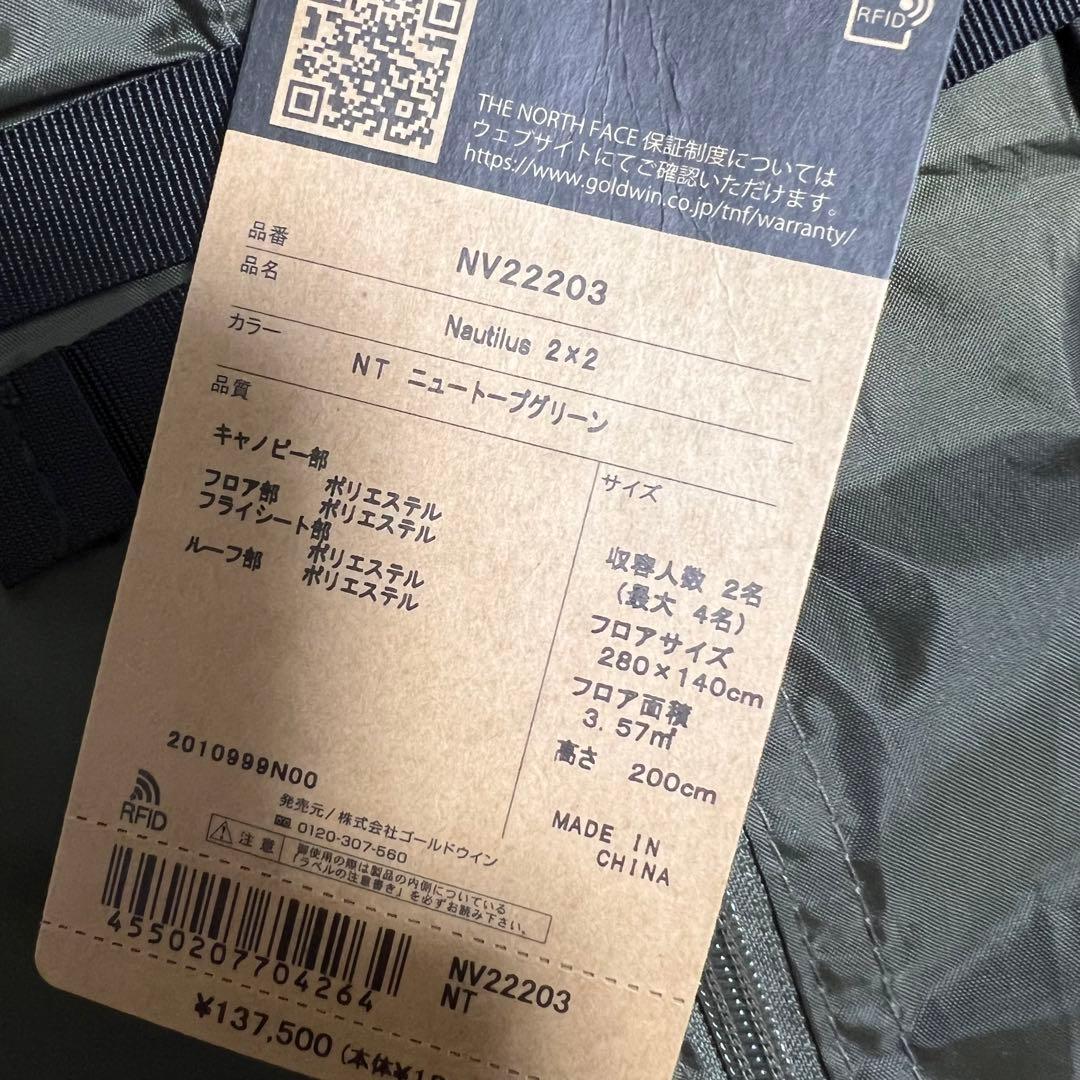 RFID
THE NORTH FACE 保証制度については
ウェブサイトにてご確認いただけます。
https://www.goldwin.co.jp/tnf/warranty/
品番 NV22203
品名 Nautilus 2×2
カラー NT ニュートープグリーン
品質
キャノピー部
ポリエステル
フロア部 ポリエステル
フライシート部
ポリエステル
ルーフ部 ポリエステル
サイズ
収容人数 2名
(最大 4名)
フロアサイズ
280×140cm
フロア面積
3.57㎡
高さ 200cm
MADE IN
CHINA
2010999N00
RFID
発売元/株式会社ゴールドウイン
0120-307-560
注意 御使用の際は製品の内側についている
「ラベルの注意書き」を必ずお読み下さい。
4550207704264
NV22203
NT
¥137,500 (本体¥